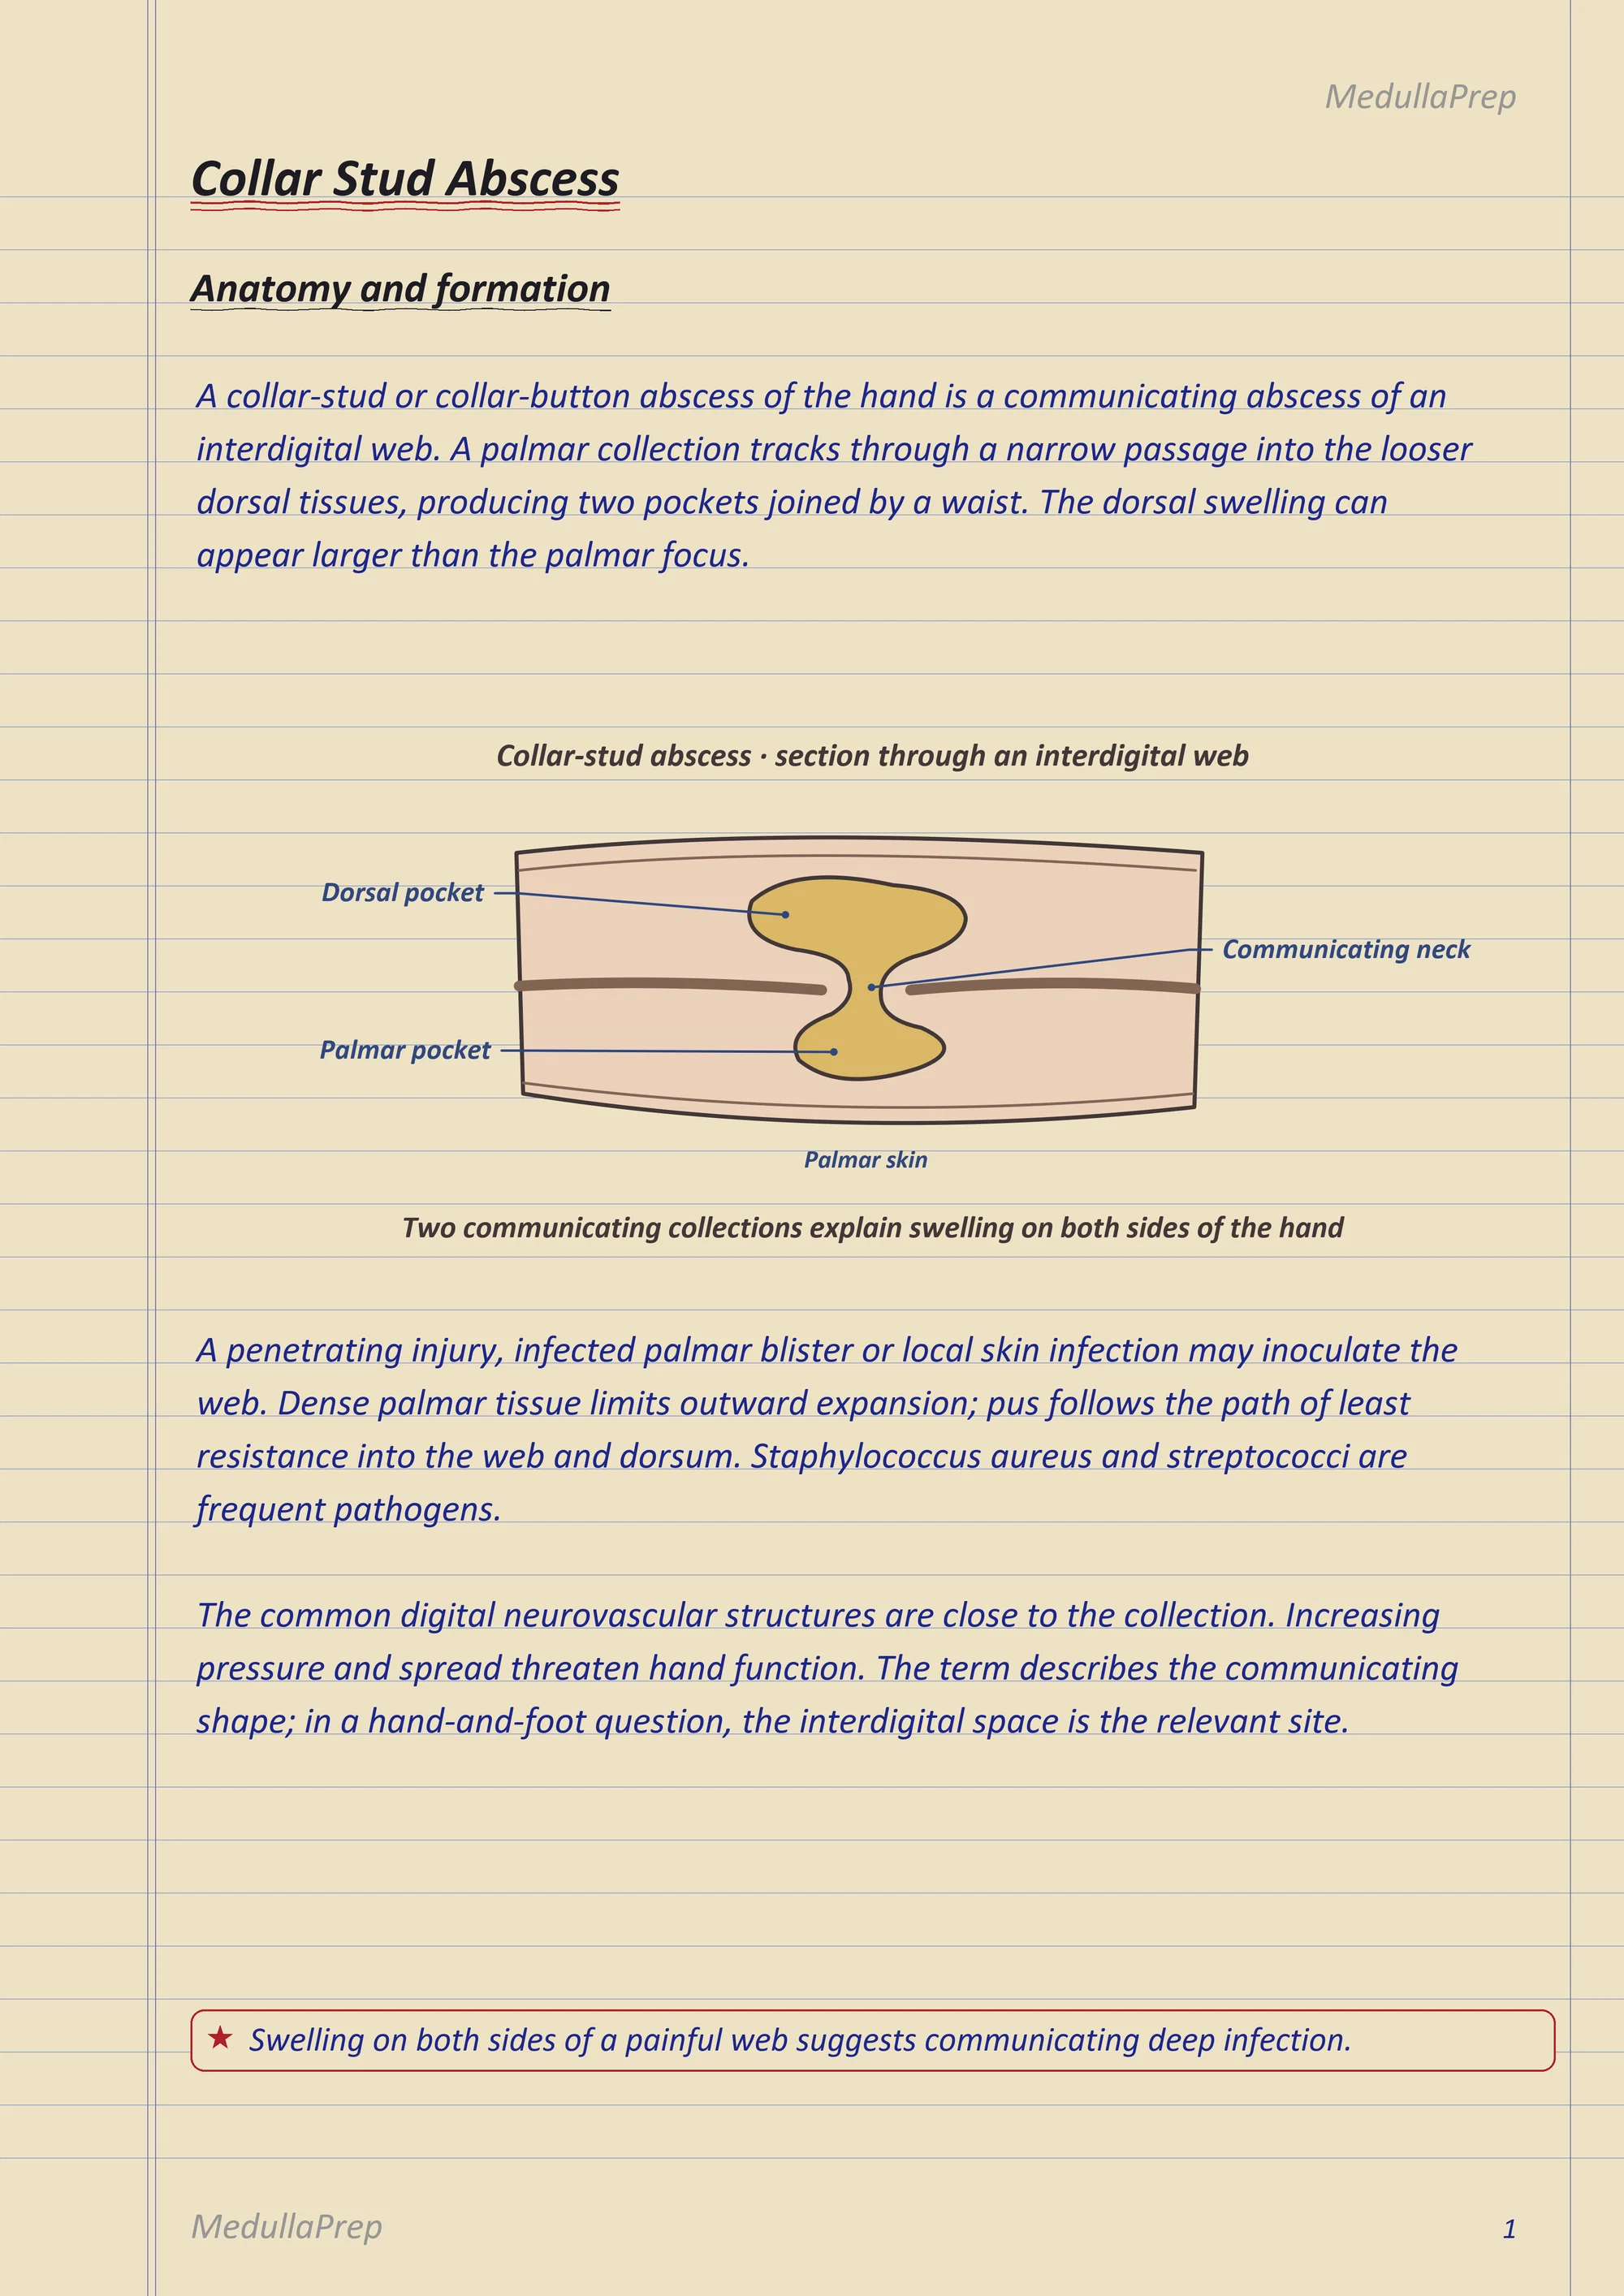 MedullaPrep
Collar Stud Abscess
Anatomy and formation
A collar-stud or collar-button abscess of the hand is a communicating abscess of an
interdigital web. A palmar collection tracks through a narrow passage into the looser
dorsal tissues, producing two pockets joined by a waist. The dorsal swelling can
appear larger than the palmar focus.
Collar-stud abscess · section through an interdigital web
Dorsal pocket
Communicating neck
Palmar pocket
Palmar skin
Two communicating collections explain swelling on both sides of the hand
A penetrating injury, infected palmar blister or local skin infection may inoculate the
web. Dense palmar tissue limits outward expansion; pus follows the path of least
resistance into the web and dorsum. Staphylococcus aureus and streptococci are
frequent pathogens.
The common digital neurovascular structures are close to the collection. Increasing
pressure and spread threaten hand function. The term describes the communicating
shape; in a hand-and-foot question, the interdigital space is the relevant site.
★ Swelling on both sides of a painful web suggests communicating deep infection.
MedullaPrep
1